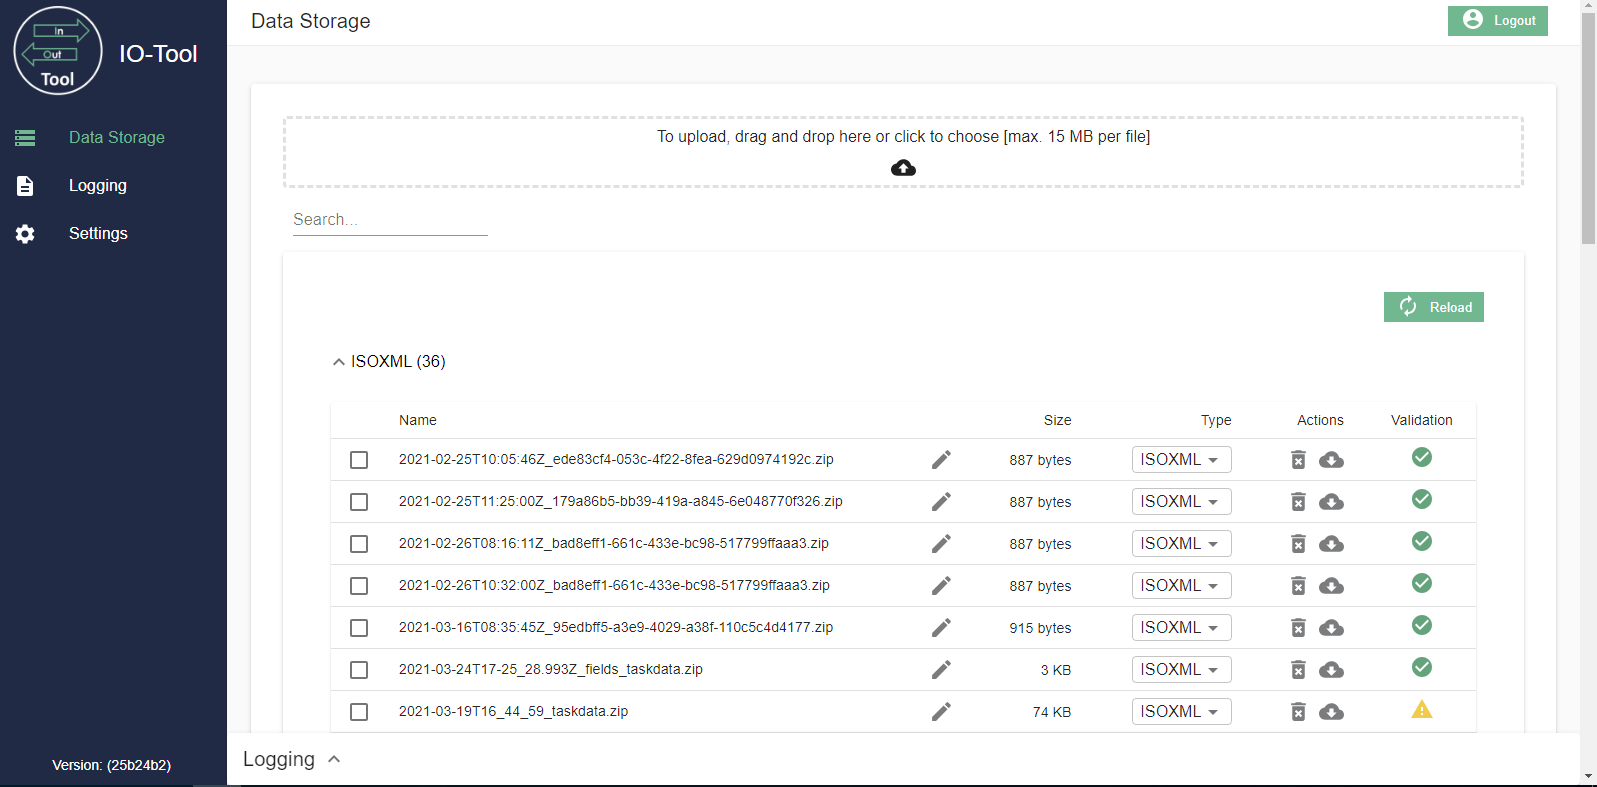 In
Out
Tool
IO-Tool
Data Storage
Logging
Settings
Version: (25b24b2)
Data Storage
Logout
To upload, drag and drop here or click to choose [max. 15 MB per file]
Search...
Reload
ISOXML (36)
Name Size Type Actions Validation
2021-02-25T10:05:46Z_ede83cf4-053c-4f22-8fea-629d0974192c.zip 887 bytes ISOXML
2021-02-25T11:25:00Z_179a86b5-bb39-419a-a845-6e048770f326.zip 887 bytes ISOXML
2021-02-26T08:16:11Z_bad8eff1-661c-433e-bc98-517799ffaaa3.zip 887 bytes ISOXML
2021-02-26T10:32:00Z_bad8eff1-661c-433e-bc98-517799ffaaa3.zip 887 bytes ISOXML
2021-03-16T08:35:45Z_95edbff5-a3e9-4029-a38f-110c5c4d4177.zip 915 bytes ISOXML
2021-03-24T17-25_28.993Z_fields_taskdata.zip 3 KB ISOXML
2021-03-19T16_44_59_taskdata.zip 74 KB ISOXML
Logging